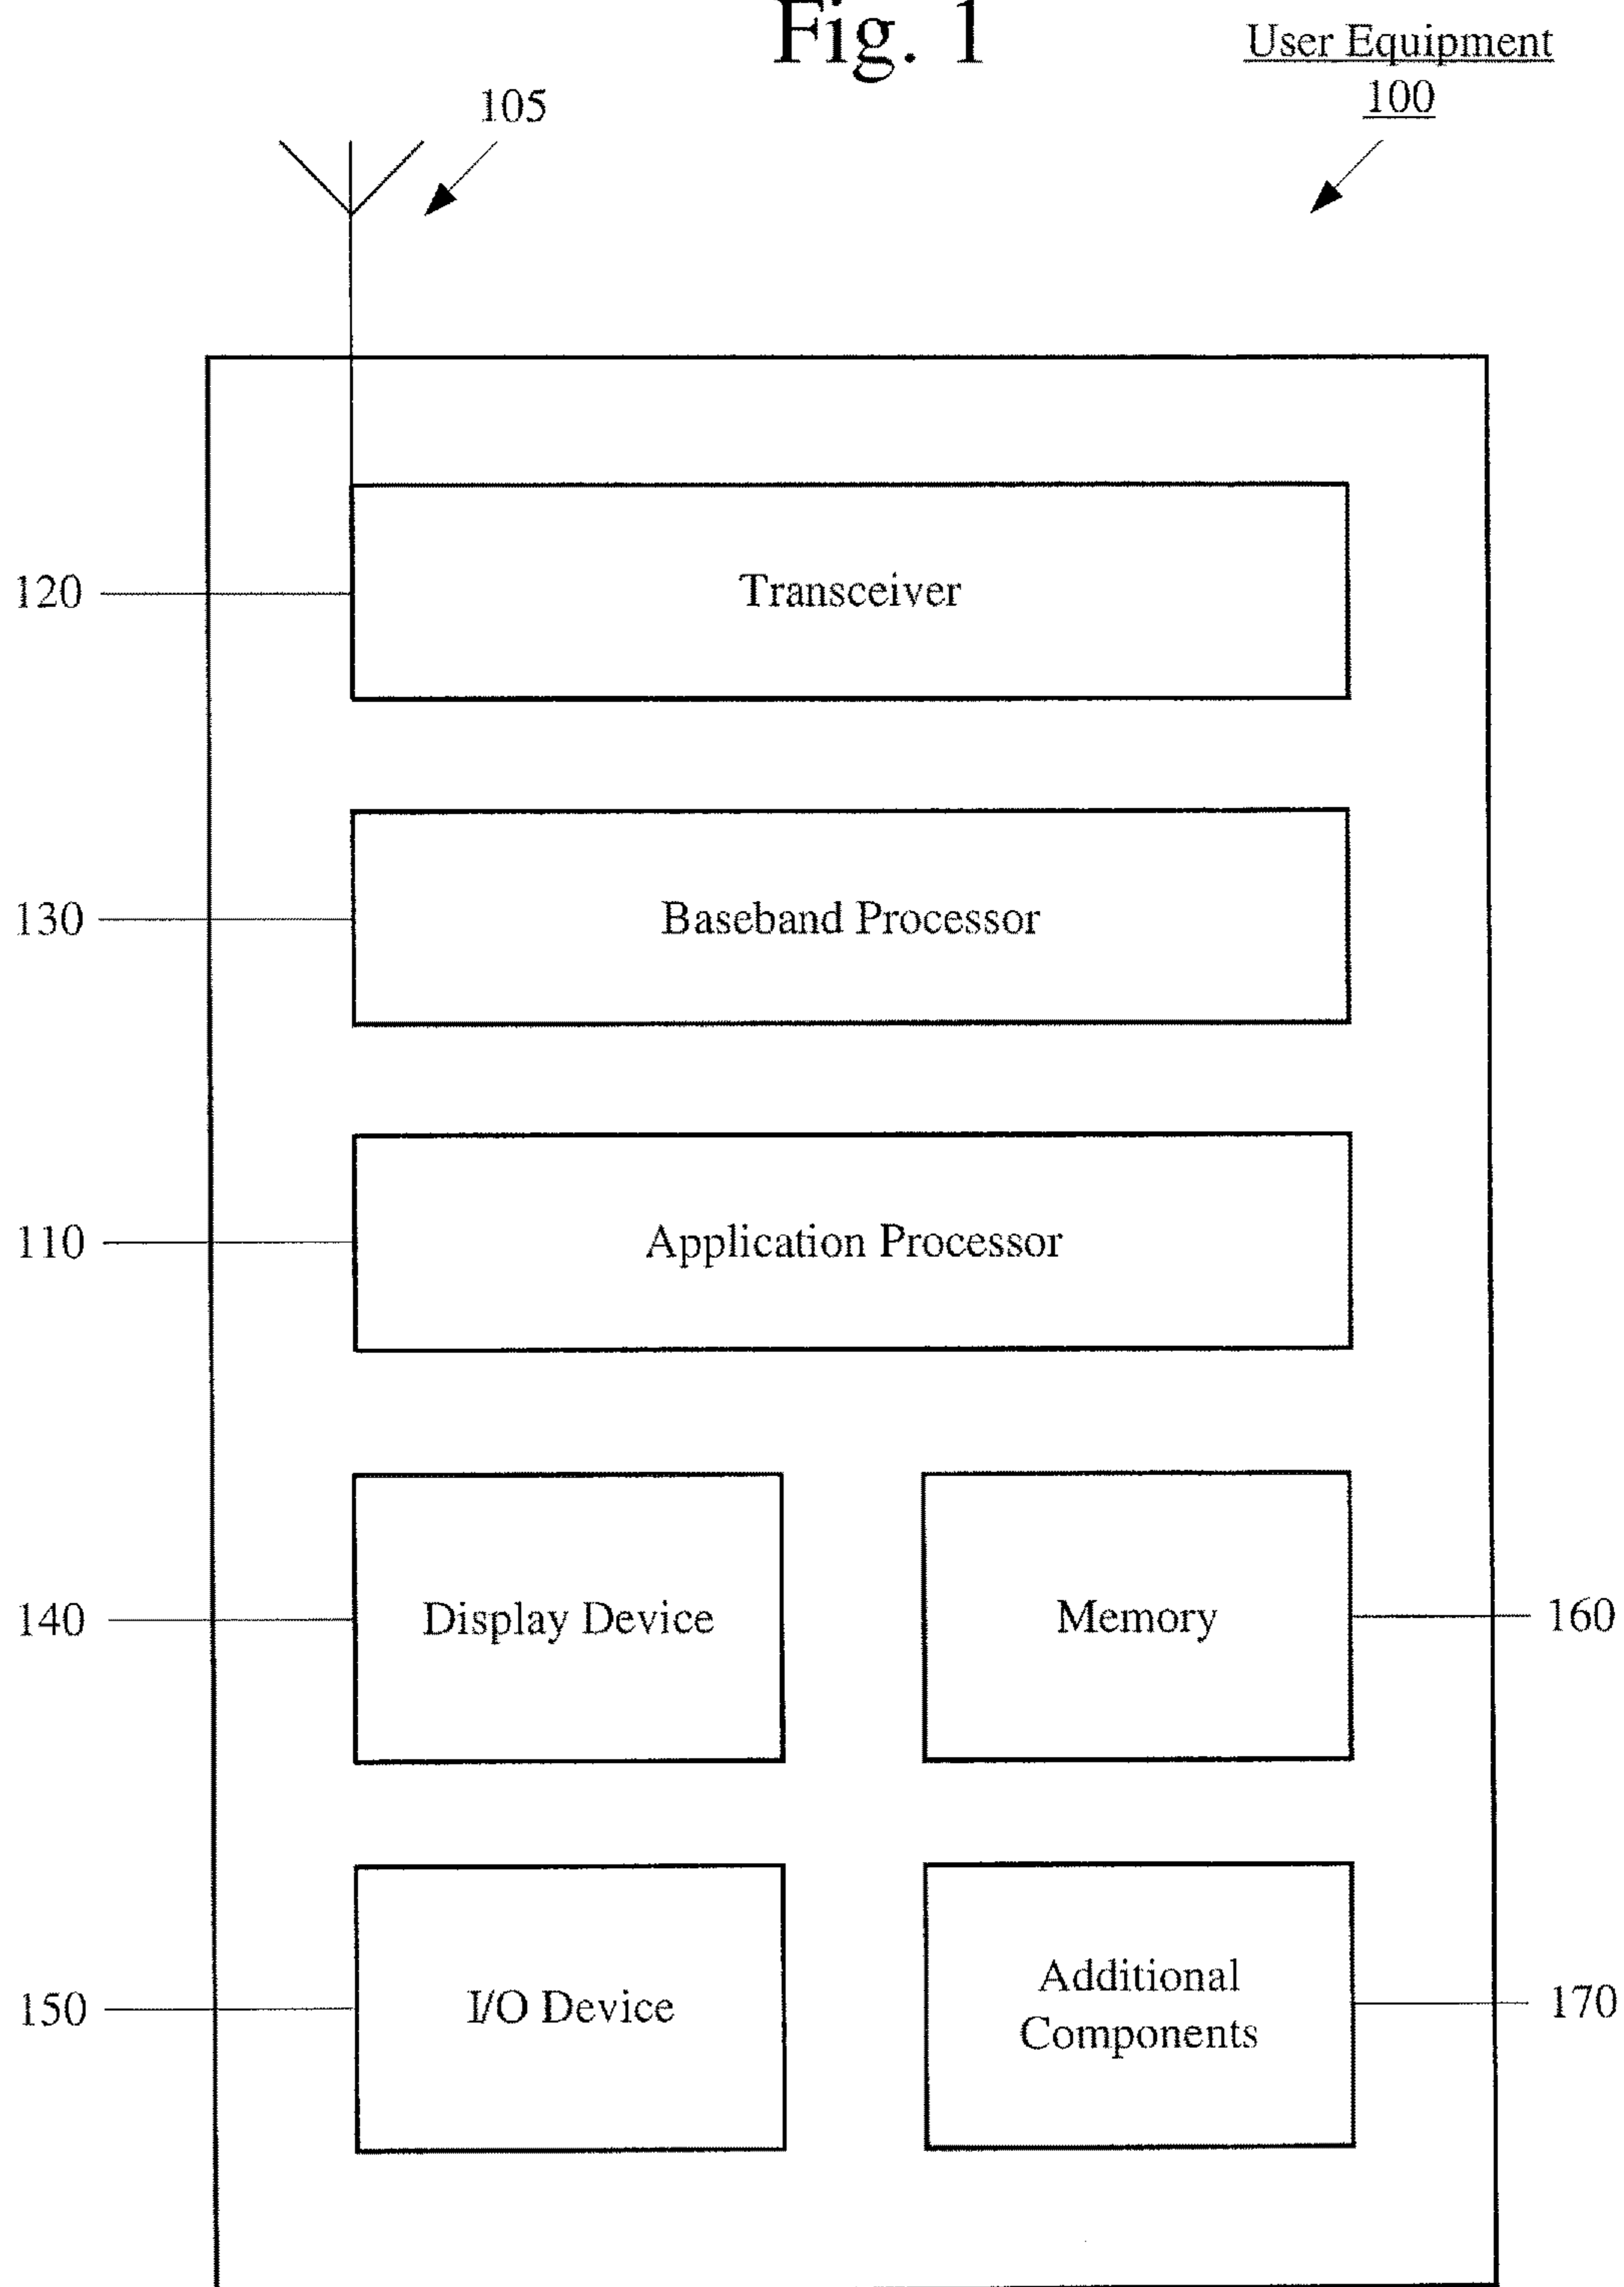 Fig. 1
User Equipment
100
105
120
Transceiver
130
Baseband Processor
110
Application Processor
140
Display Device
Memory
160
150
I/O Device
Additional
Components
170